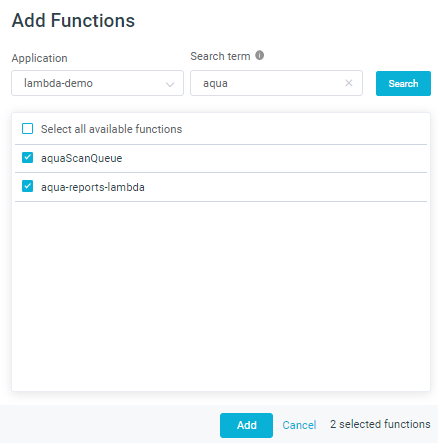 Add Functions
Application
Search term
lambda-demo
aqua
Search
Select all available functions
aquaScanQueue
aqua-reports-lambda
Add Cancel 2 selected functions